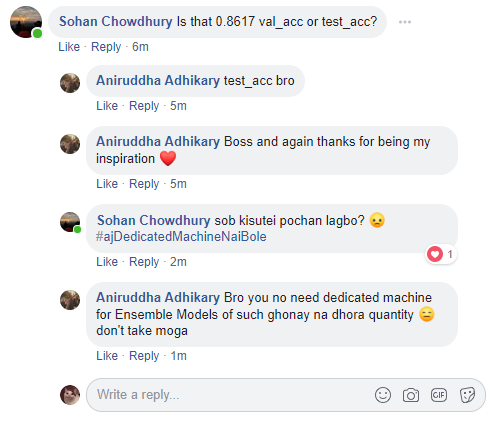 Sohan Chowdhury Is that 0.8617 val_acc or test_acc?
Like · Reply · 6m
Aniruddha Adhikary test_acc bro
Like · Reply · 5m
Aniruddha Adhikary Boss and again thanks for being my
inspiration ❤️
Like · Reply · 5m
Sohan Chowdhury sob kisutei pochan lagbo? 😟
#ajDedicatedMachineNaiBole
1
Like · Reply · 2m
Aniruddha Adhikary Bro you no need dedicated machine
for Ensemble Models of such ghonay na dhora quantity 😑
don't take moga
Like · Reply · 1m
Write a reply...
GIF